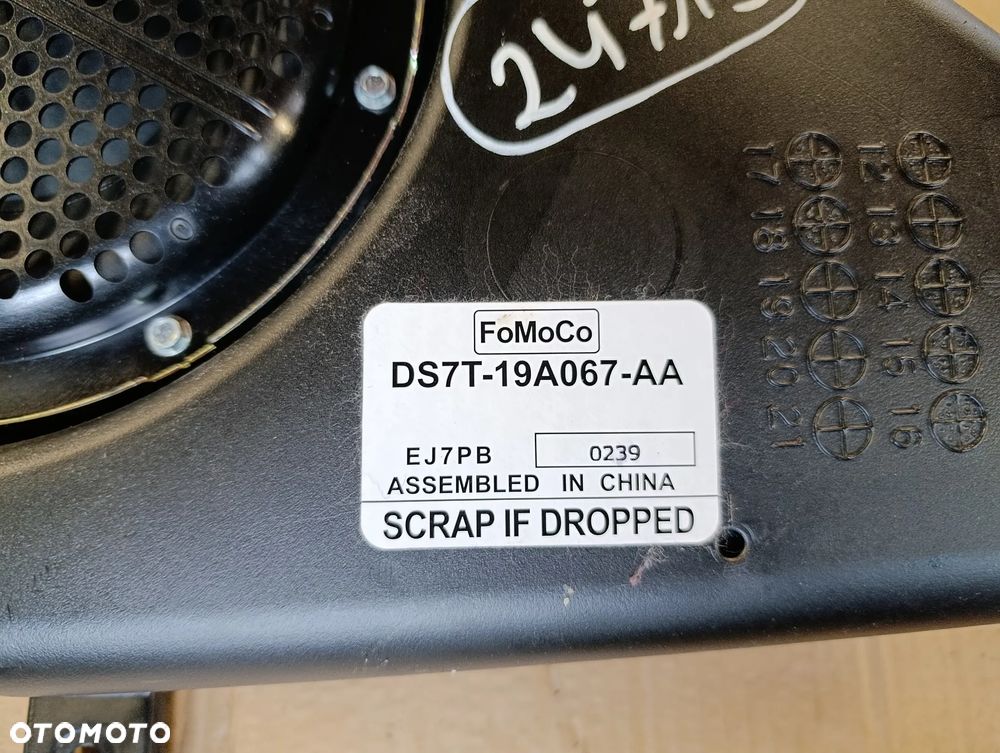 FoMoCo
DS7T-19A067-AA
EJ7PB 0239
ASSEMBLED IN CHINA
SCRAP IF DROPPED
12 13 14 15 16
17 18 19 20 21
OTOMOTO